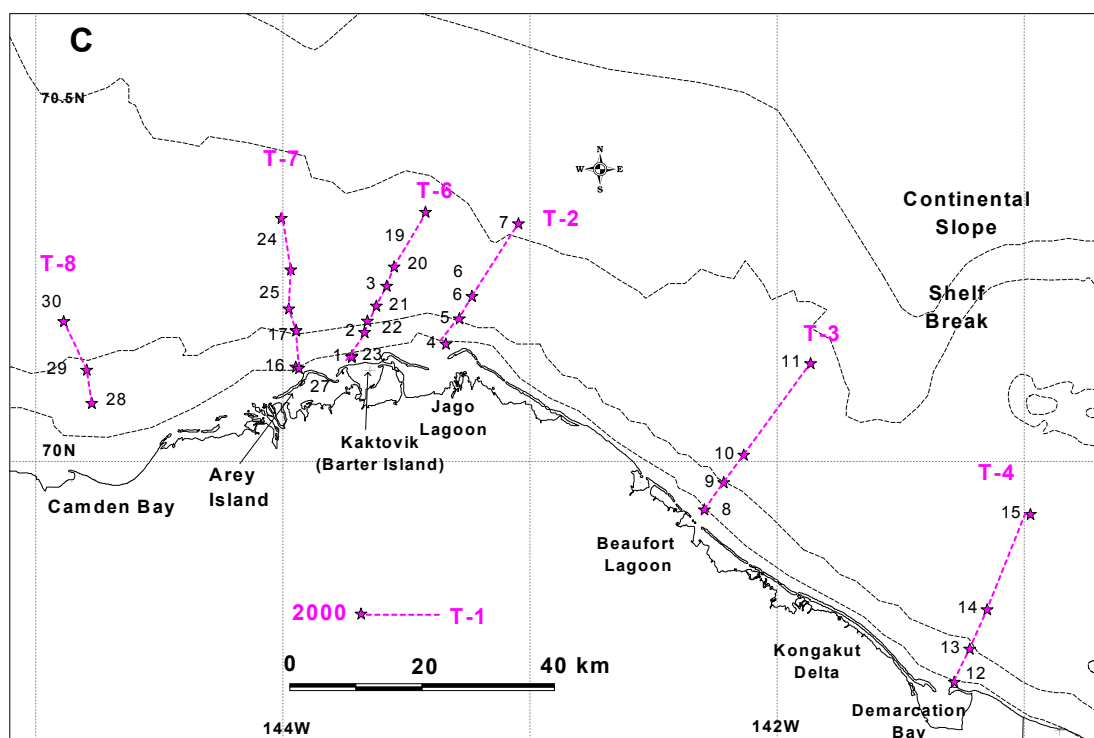 C
70.5N
T-7
N
W E
S
T-6
Continental
Slope
7
T-2
24
19
T-8
20
6
3
Shelf
Break
30
25
21
6
17
2
22
5
T-3
4
29
16
1
23
11
27
28
Jago
Lagoon
Kaktovik
(Barter Island)
70N
10
Arey
Island
T-4
9
Camden Bay
8
15
Beaufort
Lagoon
2000
T-1
14
Kongakut
Delta
13
0 20 40 km
12
Demarcation
Bay
144W
142W